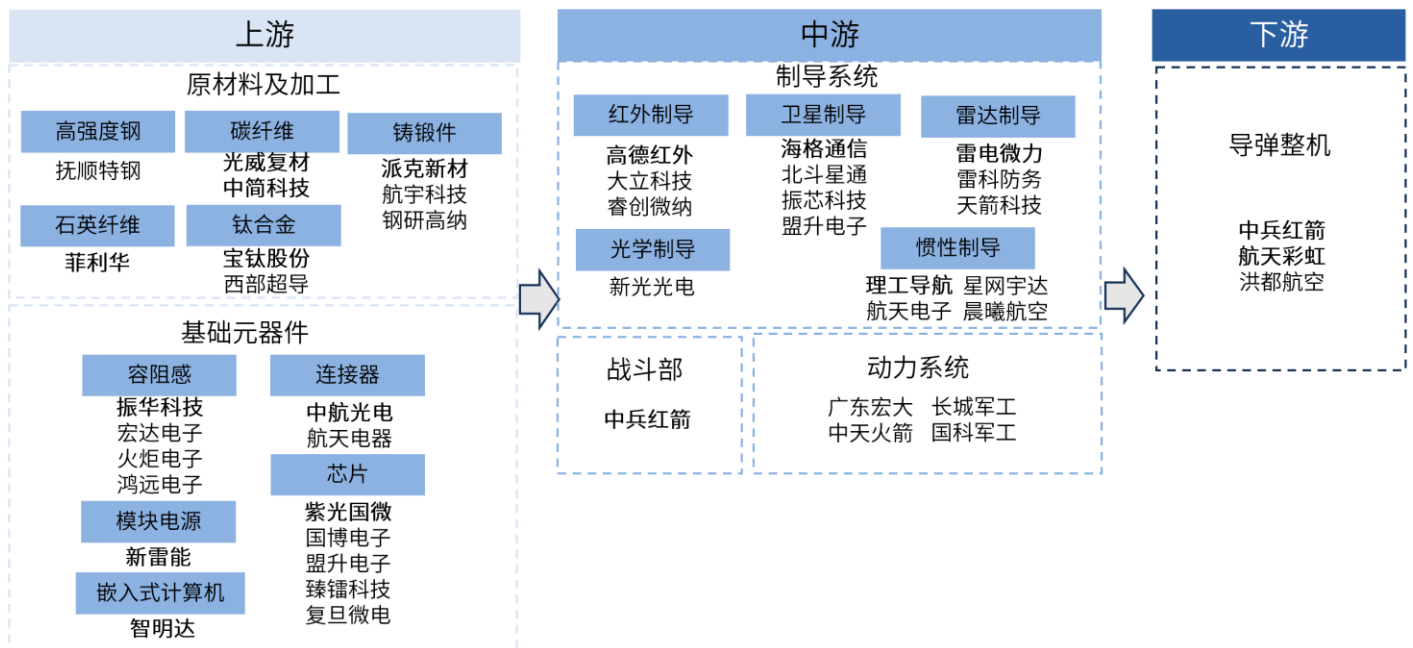 上游
原材料及加工
高强度钢
抚顺特钢
碳纤维
光威复材
中简科技
铸锻件
派克新材
航宇科技
钢研高纳
石英纤维
菲利华
钛合金
宝钛股份
西部超导
基础元器件
容阻感
振华科技
宏达电子
火炬电子
鸿远电子
模块电源
新雷能
嵌入式计算机
智明达
连接器
中航光电
航天电器
芯片
紫光国微
国博电子
盟升电子
臻镭科技
复旦微电
中游
制导系统
红外制导
高德红外
大立科技
睿创微纳
卫星制导
海格通信
北斗星通
振芯科技
盟升电子
雷达制导
雷电微力
雷科防务
天箭科技
光学制导
新光光电
惯性制导
理工导航 星网宇达
航天电子 晨曦航空
战斗部
中兵红箭
动力系统
广东宏大 长城军工
中天火箭 国科军工
下游
导弹整机
中兵红箭
航天彩虹
洪都航空